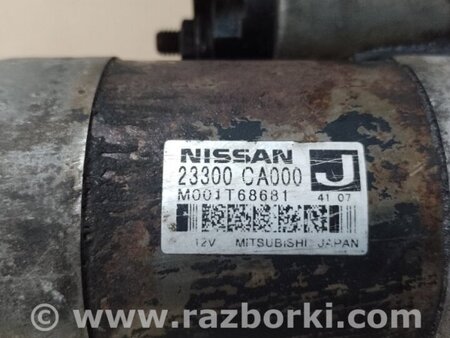 NISSAN
23300 CA000 J
M001T68681 41 07
12V MITSUBISHI JAPAN
© www.razborki.com